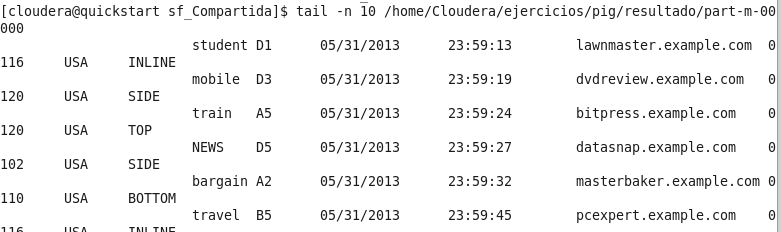 [cloudera@quickstart sf_Compartida]$ tail -n 10 /home/Cloudera/ejercicios/pig/resultado/part-m-00
000
student D1 05/31/2013 23:59:13 lawnmaster.example.com 0
116 USA INLINE
mobile D3 05/31/2013 23:59:19 dvdreview.example.com 0
120 USA SIDE
train A5 05/31/2013 23:59:24 bitpress.example.com 0
120 USA TOP
NEWS D5 05/31/2013 23:59:27 datasnap.example.com 0
102 USA SIDE
bargain A2 05/31/2013 23:59:32 masterbaker.example.com 0
110 USA BOTTOM
travel B5 05/31/2013 23:59:45 pcexpert.example.com 0
116 USA INLINE